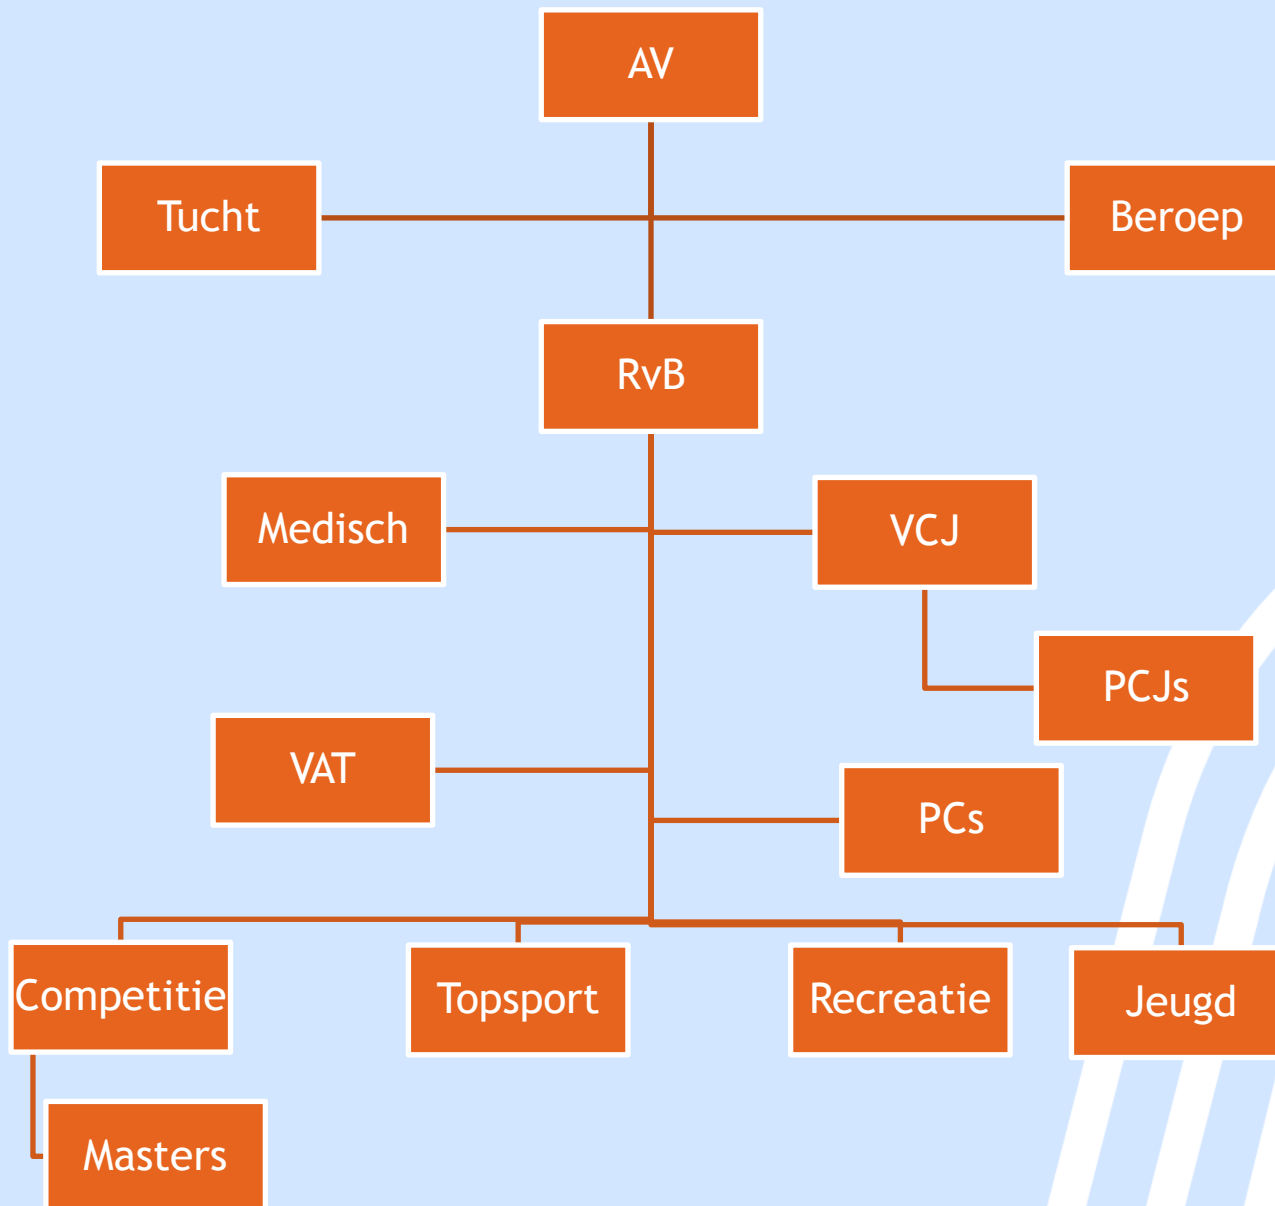 AV
Tucht
Beroep
RvB
Medisch
VCJ
PCJs
VAT
PCs
Competitie
Topsport
Recreatie
Jeugd
Masters